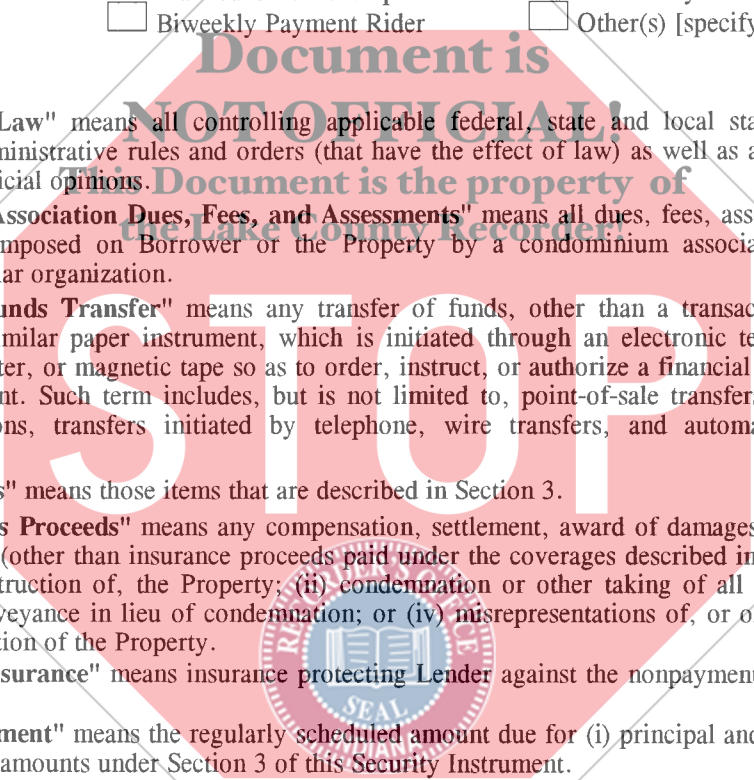 Biweekly Payment Rider Other(s) [specify
Document is
NOT OFFICIAL!
Law" means all controlling applicable federal, state and local sta
ministrative rules and orders (that have the effect of law) as well as a
icial opinions.
This Document is the property of
the Lake County Recorder!
Association Dues, Fees, and Assessments" means all dues, fees, ass
mposed on Borrower or the Property by a condominium associa
lar organization.
unds Transfer" means any transfer of funds, other than a transac
imilar paper instrument, which is initiated through an electronic te
ter, or magnetic tape so as to order, instruct, or authorize a financial
nt. Such term includes, but is not limited to, point-of-sale transfer
ons, transfers initiated by telephone, wire transfers, and automa
STOP
s" means those items that are described in Section 3.
s Proceeds" means any compensation, settlement, award of damages
(other than insurance proceeds paid under the coverages described in
truction of, the Property; (ii) condemnation or other taking of all
veyance in lieu of condemnation; or (iv) misrepresentations of, or o
tion of the Property.
surance" means insurance protecting Lender against the nonpayment
RECORDER'S OFFICE
SEAL
INDIANA
ment" means the regularly scheduled amount due for (i) principal and
amounts under Section 3 of this Security Instrument.